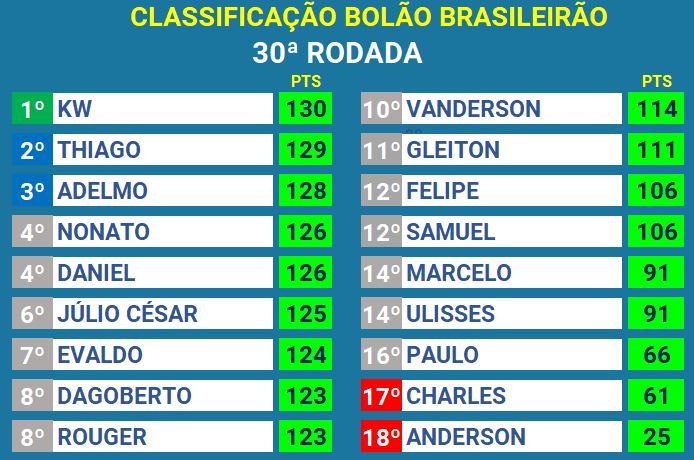 CLASSIFICAÇÃO BOLÃO BRASILEIRÃO
30ª RODADA
PTS
1º KW 130
2º THIAGO 129
3º ADELMO 128
4º NONATO 126
4º DANIEL 126
6º JÚLIO CÉSAR 125
7º EVALDO 124
8º DAGOBERTO 123
8º ROUGER 123
PTS
10º VANDERSON 114
11º GLEITON 111
12º FELIPE 106
12º SAMUEL 106
14º MARCELO 91
14º ULISSES 91
16º PAULO 66
17º CHARLES 61
18º ANDERSON 25